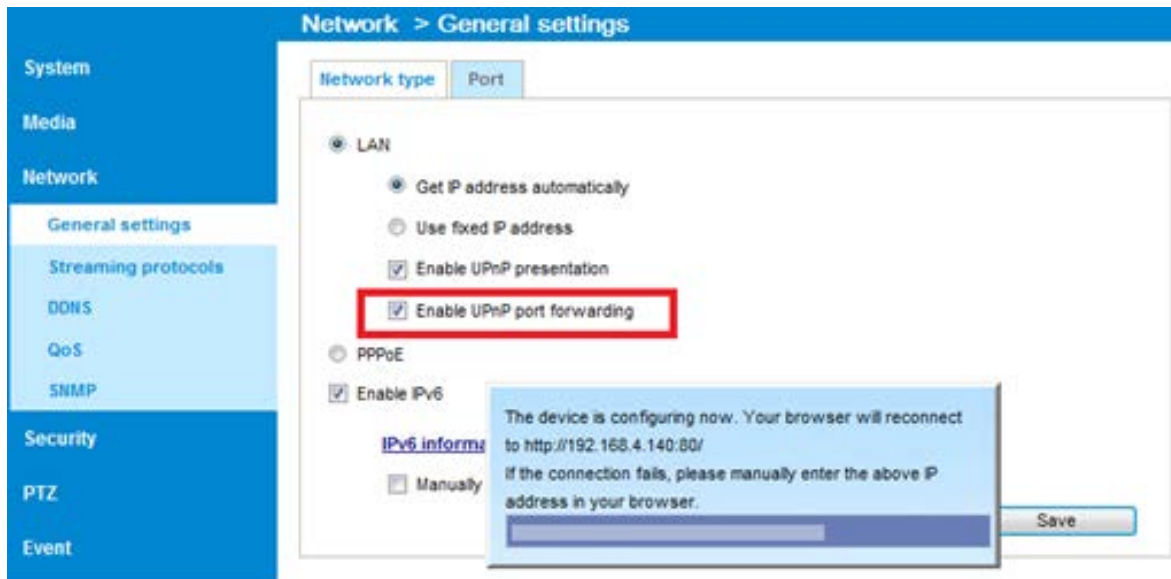 Network > General settings
System
Media
Network
General settings
Streaming protocols
DDNS
QoS
SNMP
Security
PTZ
Event
Network type
Port
LAN
Get IP address automatically
Use fixed IP address
Enable UPnP presentation
Enable UPnP port forwarding
PPPoE
Enable IPv6
IPv6 informa
Manually
The device is configuring now. Your browser will reconnect
to http://192.168.4.140:80/
If the connection fails, please manually enter the above IP
address in your browser.
Save